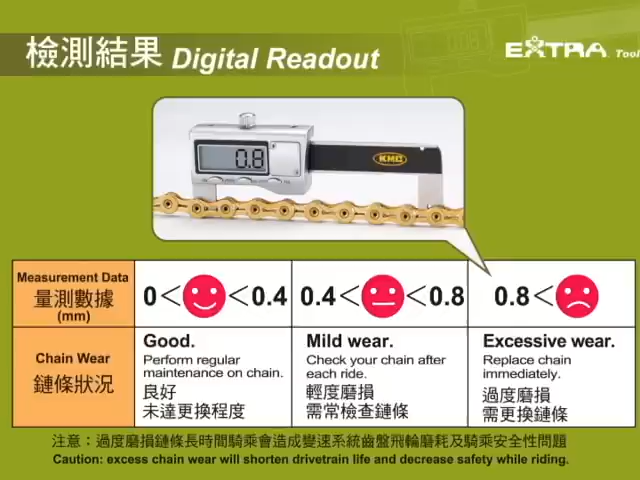 檢測結果 Digital Readout
EXTRA Tool
0.8
KMC
Measurement Data
量測數據
(mm)
0< <0.4
0.4< <0.8
0.8<
Chain Wear
鏈條狀況
Good.
Perform regular
maintenance on chain.
良好
未達更換程度
Mild wear.
Check your chain after
each ride.
輕度磨損
需常檢查鏈條
Excessive wear.
Replace chain
immediately.
過度磨損
需更換鏈條
注意：過度磨損鏈條長時間騎乘會造成變速系統齒盤飛輪磨耗及騎乘安全性問題
Caution: excess chain wear will shorten drivetrain life and decrease safety while riding.